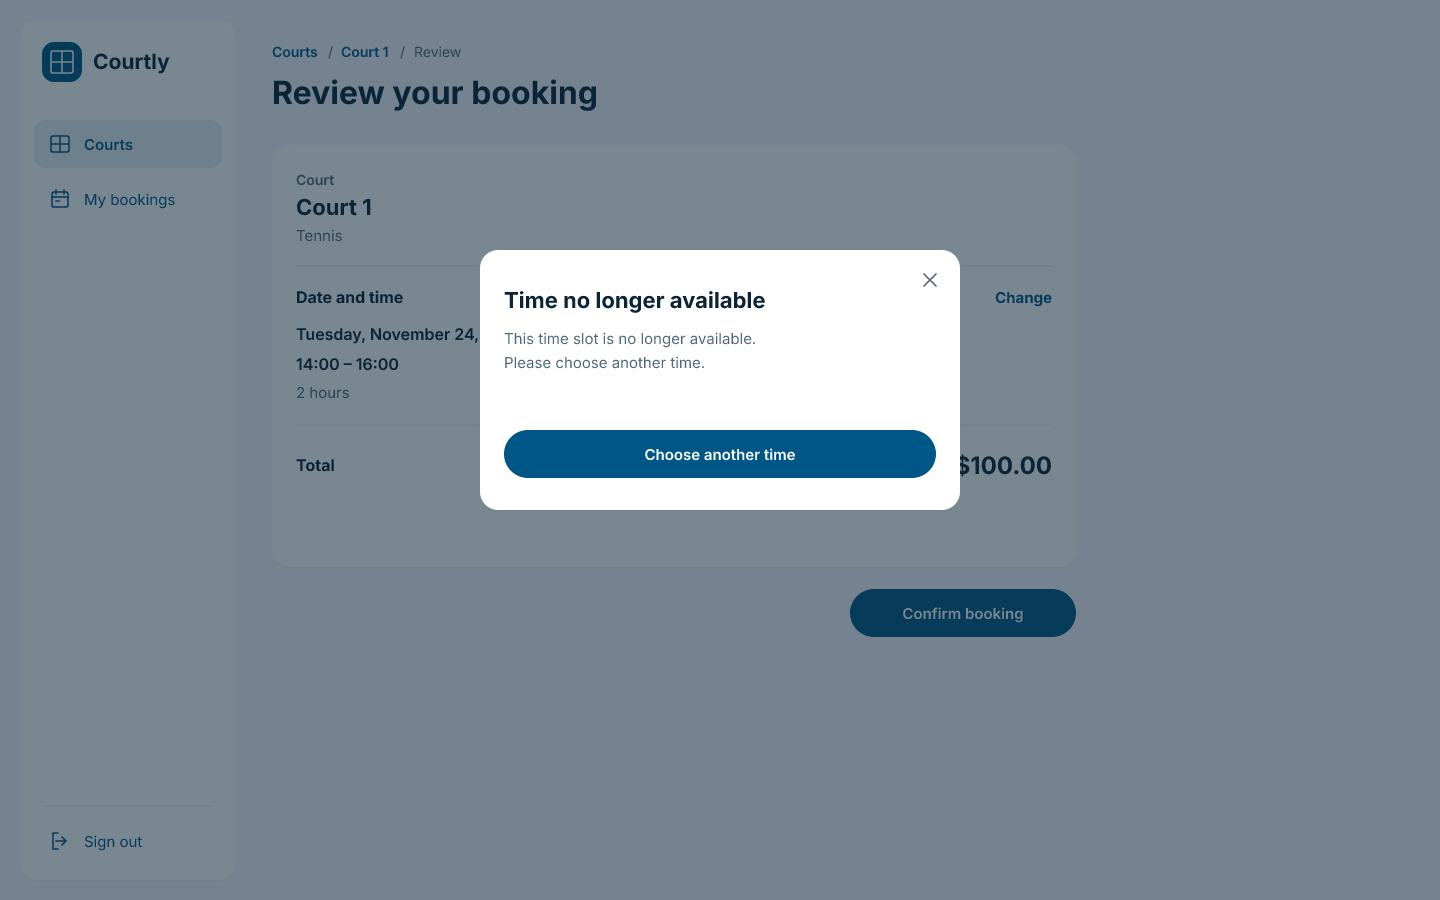 Courtly
Courts
My bookings
Sign out
Courts / Court 1 / Review
Review your booking
Court
Court 1
Tennis
Date and time
Change
Tuesday, November 24,
14:00 – 16:00
2 hours
Total
$100.00
Confirm booking
Time no longer available
This time slot is no longer available.
Please choose another time.
Choose another time